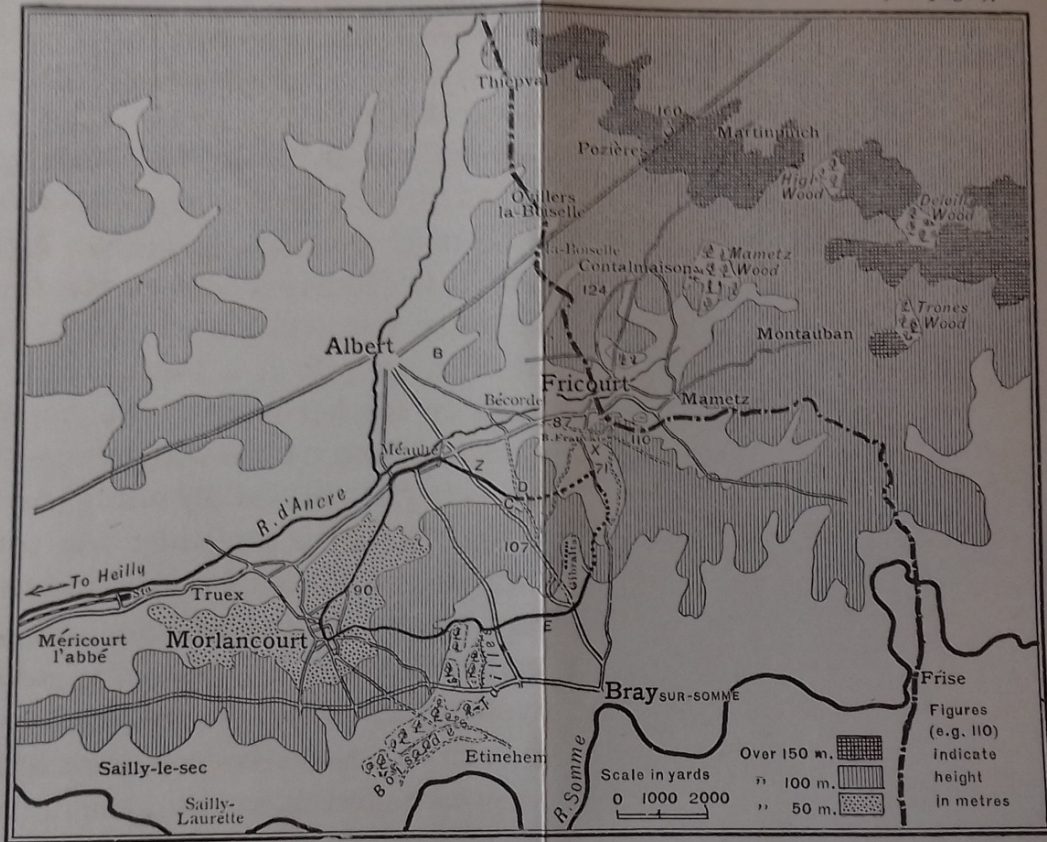 Thiepval
160
Martinpuich
Pozières
High
Wood
Ovillers
la-Boiselle
Delville
Wood
La-Boiselle
Mametz
Wood
Contalmaison
124
Trones
Wood
Montauban
Albert
B
Fricourt
Bécorde
Mametz
87
110
X
71
Méaulte
Z
D
C
R. d'Ancre
107
Gibraltar
To Heilly
Sta
Truex
90
Méricourt
l'abbé
Morlancourt
E
Bray SUR-SOMME
Frise
Etinehem
Sailly-le-sec
Sailly-
Laurette
R. Somme
Scale in yards
0 1000 2000
Over 150 m.
" 100 m.
" 50 m.
Figures
(e.g. 110)
indicate
height
in metres